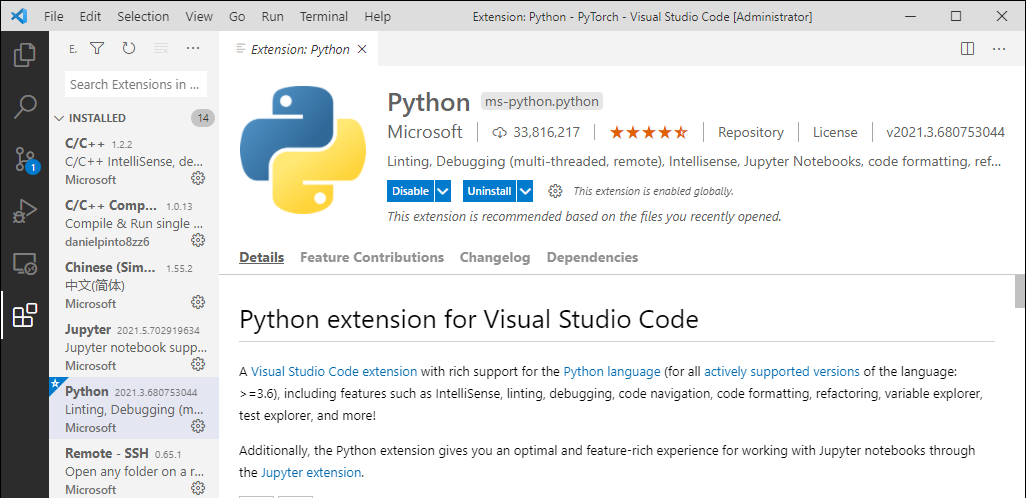 File Edit Selection View Go Run Terminal Help Extension: Python - PyTorch - Visual Studio Code [Administrator]
E.
Extension: Python
Search Extensions in ...
INSTALLED 14
C/C++ 1.2.2
C/C++ IntelliSense, de...
Microsoft
C/C++ Comp... 1.0.13
Compile & Run single ...
danielpinto8zz6
Chinese (Sim... 1.55.2
中文(简体)
Microsoft
Jupyter 2021.5.702919634
Jupyter notebook supp...
Microsoft
Python 2021.3.680753044
Linting, Debugging (m...
Microsoft
Remote - SSH 0.65.1
Open any folder on a r...
Microsoft
1
Python ms-python.python
Microsoft 33,816,217 Repository License v2021.3.680753044
Linting, Debugging (multi-threaded, remote), Intellisense, Jupyter Notebooks, code formatting, ref...
Disable Uninstall This extension is enabled globally.
This extension is recommended based on the files you recently opened.
Details Feature Contributions Changelog Dependencies
Python extension for Visual Studio Code
A Visual Studio Code extension with rich support for the Python language (for all actively supported versions of the language:
>=3.6), including features such as IntelliSense, linting, debugging, code navigation, code formatting, refactoring, variable explorer,
test explorer, and more!
Additionally, the Python extension gives you an optimal and feature-rich experience for working with Jupyter notebooks through
the Jupyter extension.